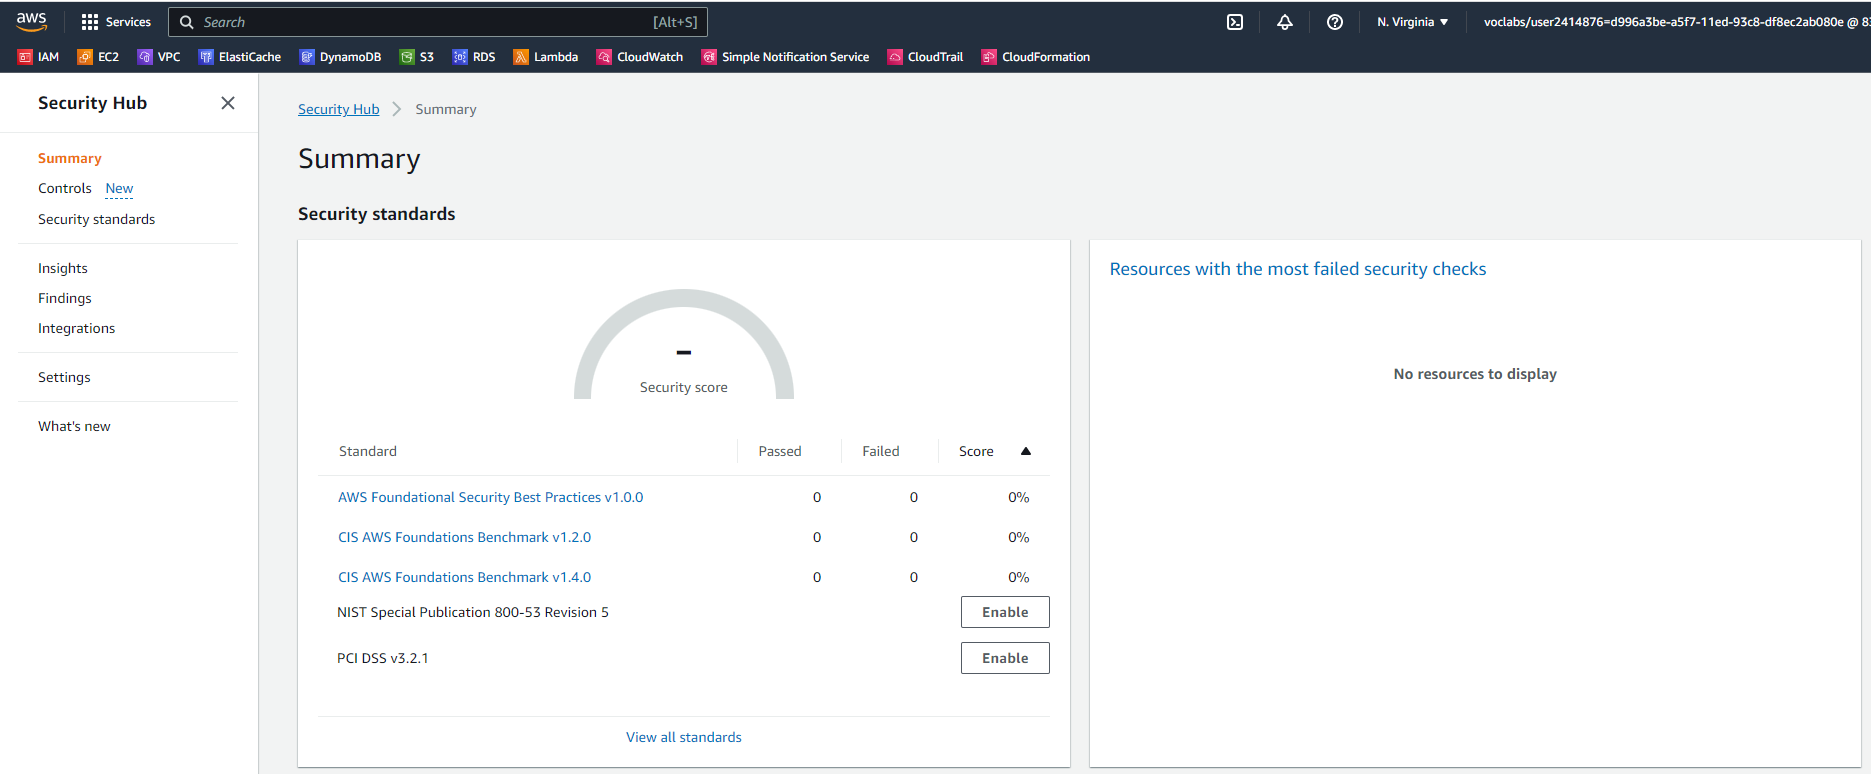 aws
Services
Search
[Alt+S]
N. Virginia
voclabs/user2414876=d996a3be-a5f7-11ed-93c8-df8ec2ab080e @ 83
IAM
EC2
VPC
ElastiCache
DynamoDB
S3
RDS
Lambda
CloudWatch
Simple Notification Service
CloudTrail
CloudFormation
Security Hub
Summary
Controls New
Security standards
Insights
Findings
Integrations
Settings
What's new
Security Hub
Summary
Summary
Security standards
–
Security score
Standard Passed Failed Score
AWS Foundational Security Best Practices v1.0.0 0 0 0%
CIS AWS Foundations Benchmark v1.2.0 0 0 0%
CIS AWS Foundations Benchmark v1.4.0 0 0 0%
NIST Special Publication 800-53 Revision 5 Enable
PCI DSS v3.2.1 Enable
View all standards
Resources with the most failed security checks
No resources to display